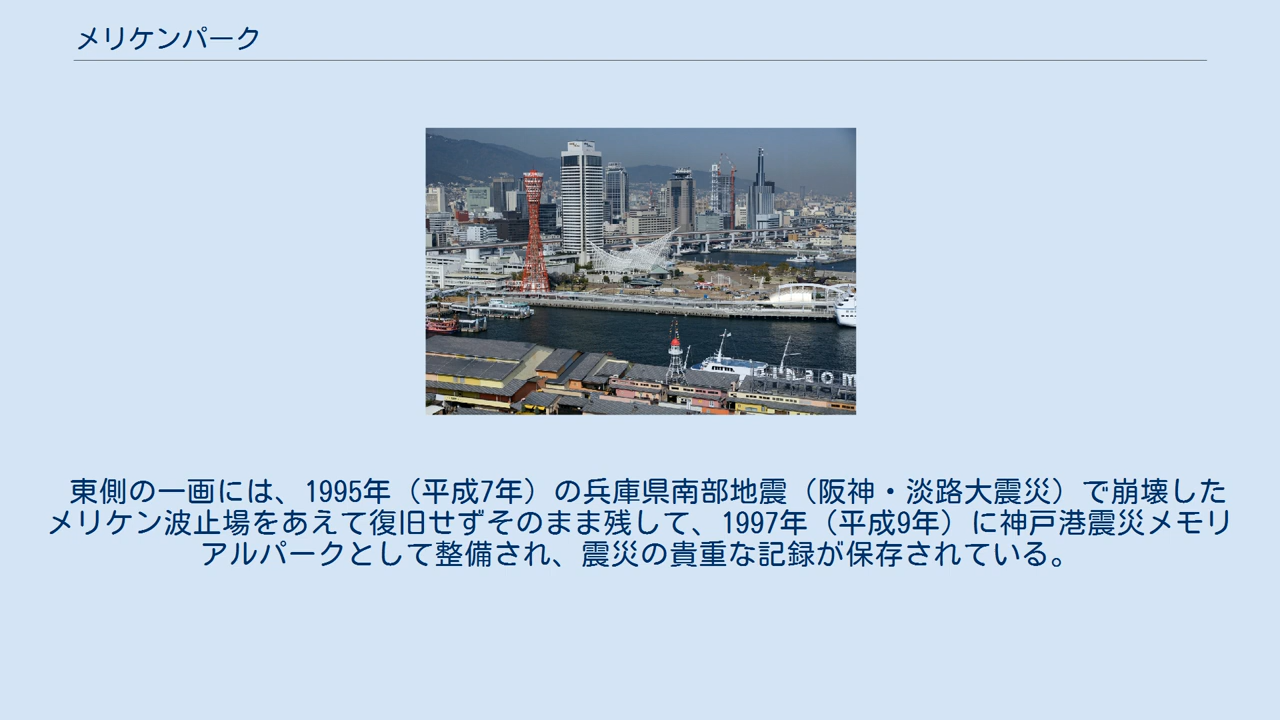 メリケンパーク
東側の一画には、1995年（平成7年）の兵庫県南部地震（阪神・淡路大震災）で崩壊した
メリケン波止場をあえて復旧せずそのまま残して、1997年（平成9年）に神戸港震災メモリ
アルパークとして整備され、震災の貴重な記録が保存されている。